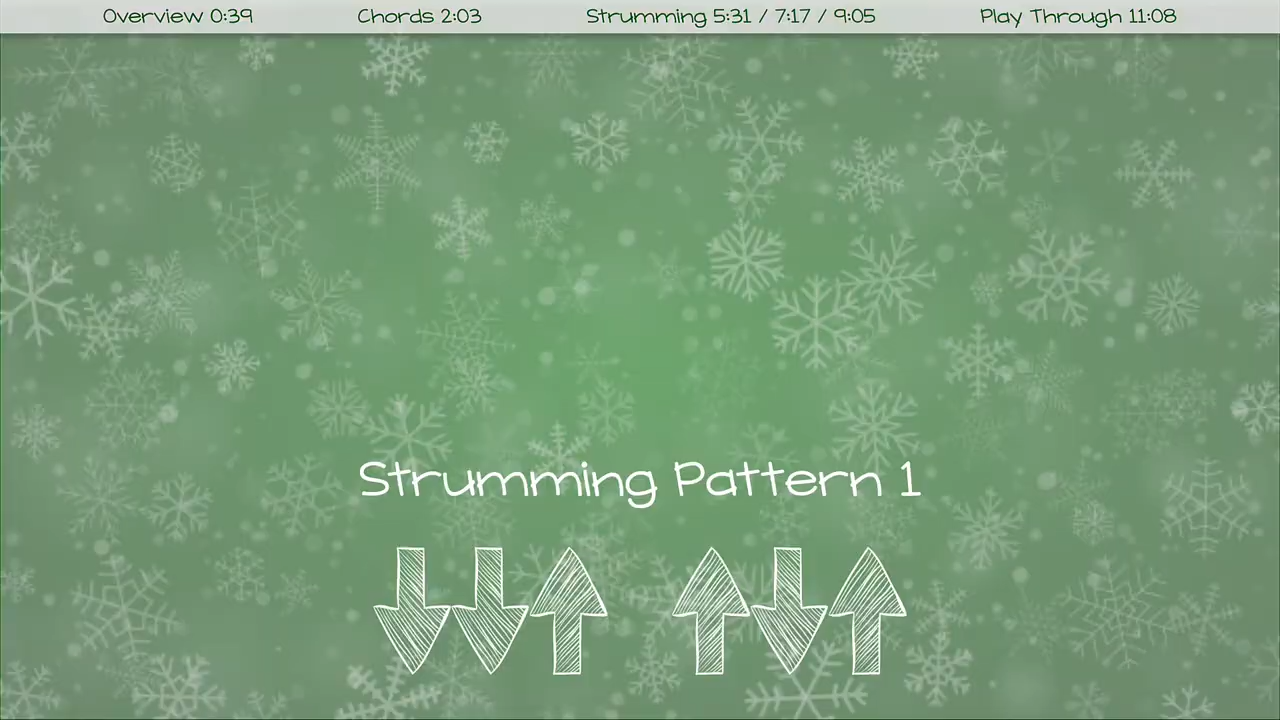 Overview 0:39 Chords 2:03 Strumming 5:31 / 7:17 / 9:05 Play Through 11:08
Strumming Pattern 1